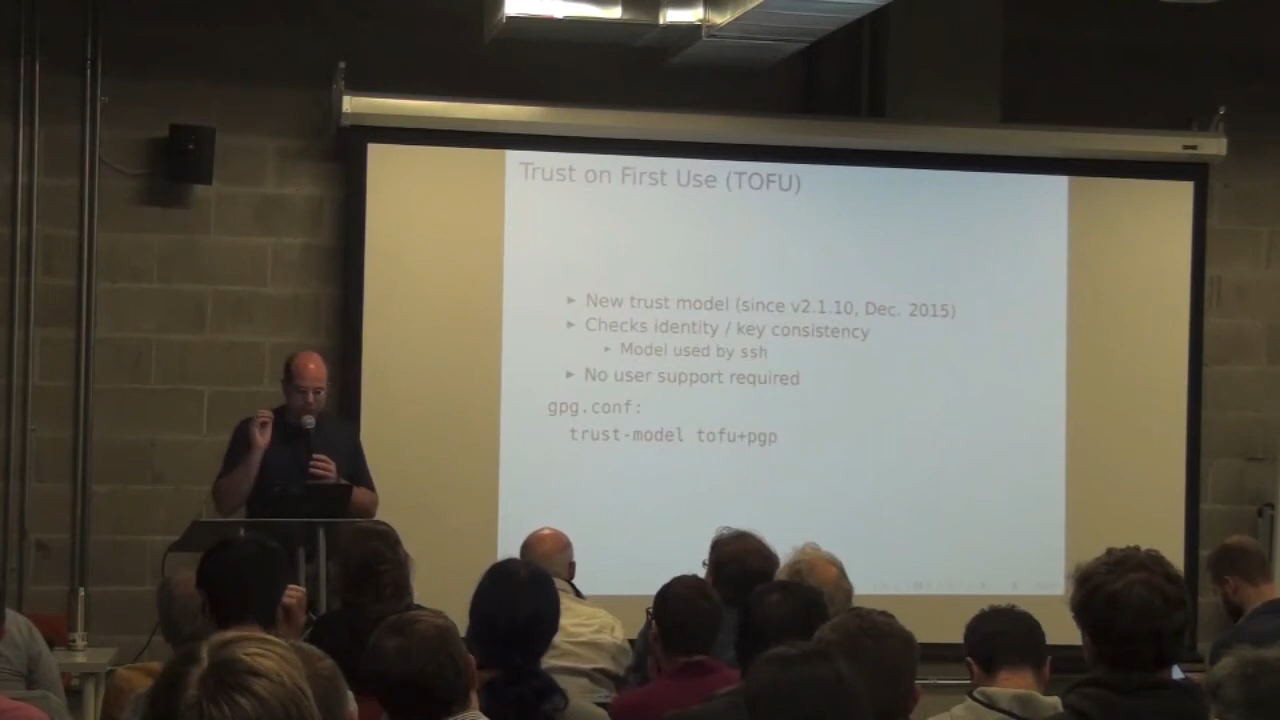 Trust on First Use (TOFU)
▸ New trust model (since v2.1.10, Dec. 2015)
▸ Checks identity / key consistency
▸ Model used by ssh
▸ No user support required
gpg.conf:
trust-model tofu+pgp